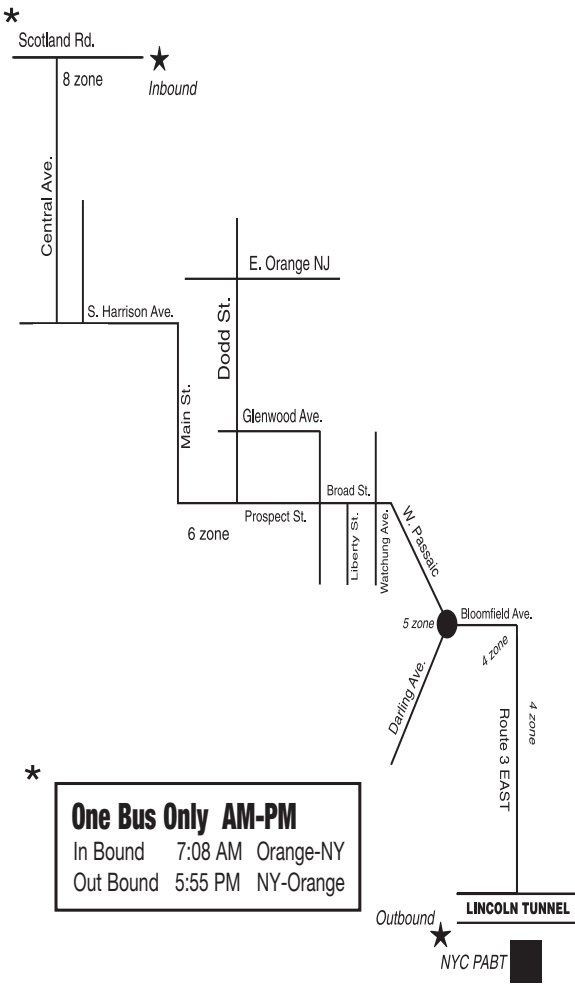 *
Scotland Rd.
8 zone
Inbound
Central Ave.
S. Harrison Ave.
E. Orange NJ
Dodd St.
Main St.
Glenwood Ave.
Broad St.
Prospect St.
6 zone
Liberty St.
Watchung Ave.
W. Passaic
5 zone
Bloomfield Ave.
4 zone
Darling Ave.
4 zone
Route 3 EAST
*
One Bus Only AM-PM
In Bound 7:08 AM Orange-NY
Out Bound 5:55 PM NY-Orange
LINCOLN TUNNEL
Outbound
NYC PABT